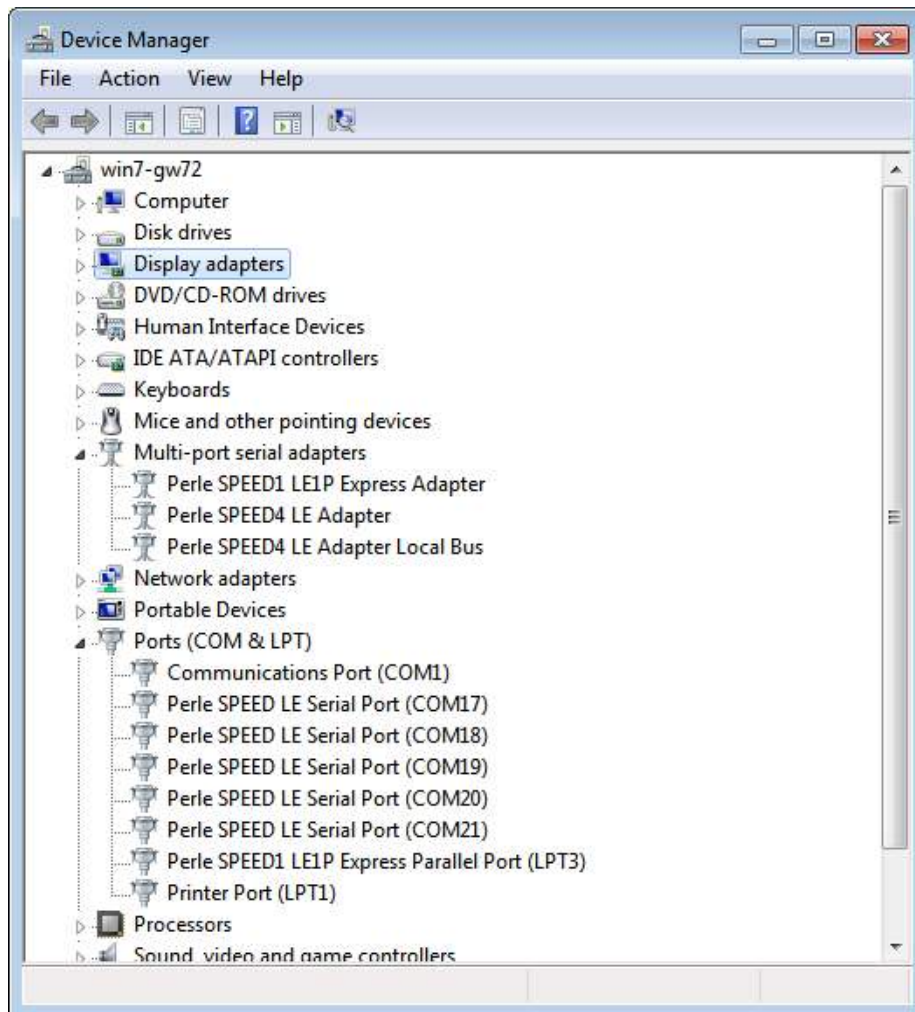 Device Manager
File Action View Help
win7-gw72
Computer
Disk drives
Display adapters
DVD/CD-ROM drives
Human Interface Devices
IDE ATA/ATAPI controllers
Keyboards
Mice and other pointing devices
Multi-port serial adapters
Perle SPEED1 LE1P Express Adapter
Perle SPEED4 LE Adapter
Perle SPEED4 LE Adapter Local Bus
Network adapters
Portable Devices
Ports (COM & LPT)
Communications Port (COM1)
Perle SPEED LE Serial Port (COM17)
Perle SPEED LE Serial Port (COM18)
Perle SPEED LE Serial Port (COM19)
Perle SPEED LE Serial Port (COM20)
Perle SPEED LE Serial Port (COM21)
Perle SPEED1 LE1P Express Parallel Port (LPT3)
Printer Port (LPT1)
Processors
Sound, video and game controllers